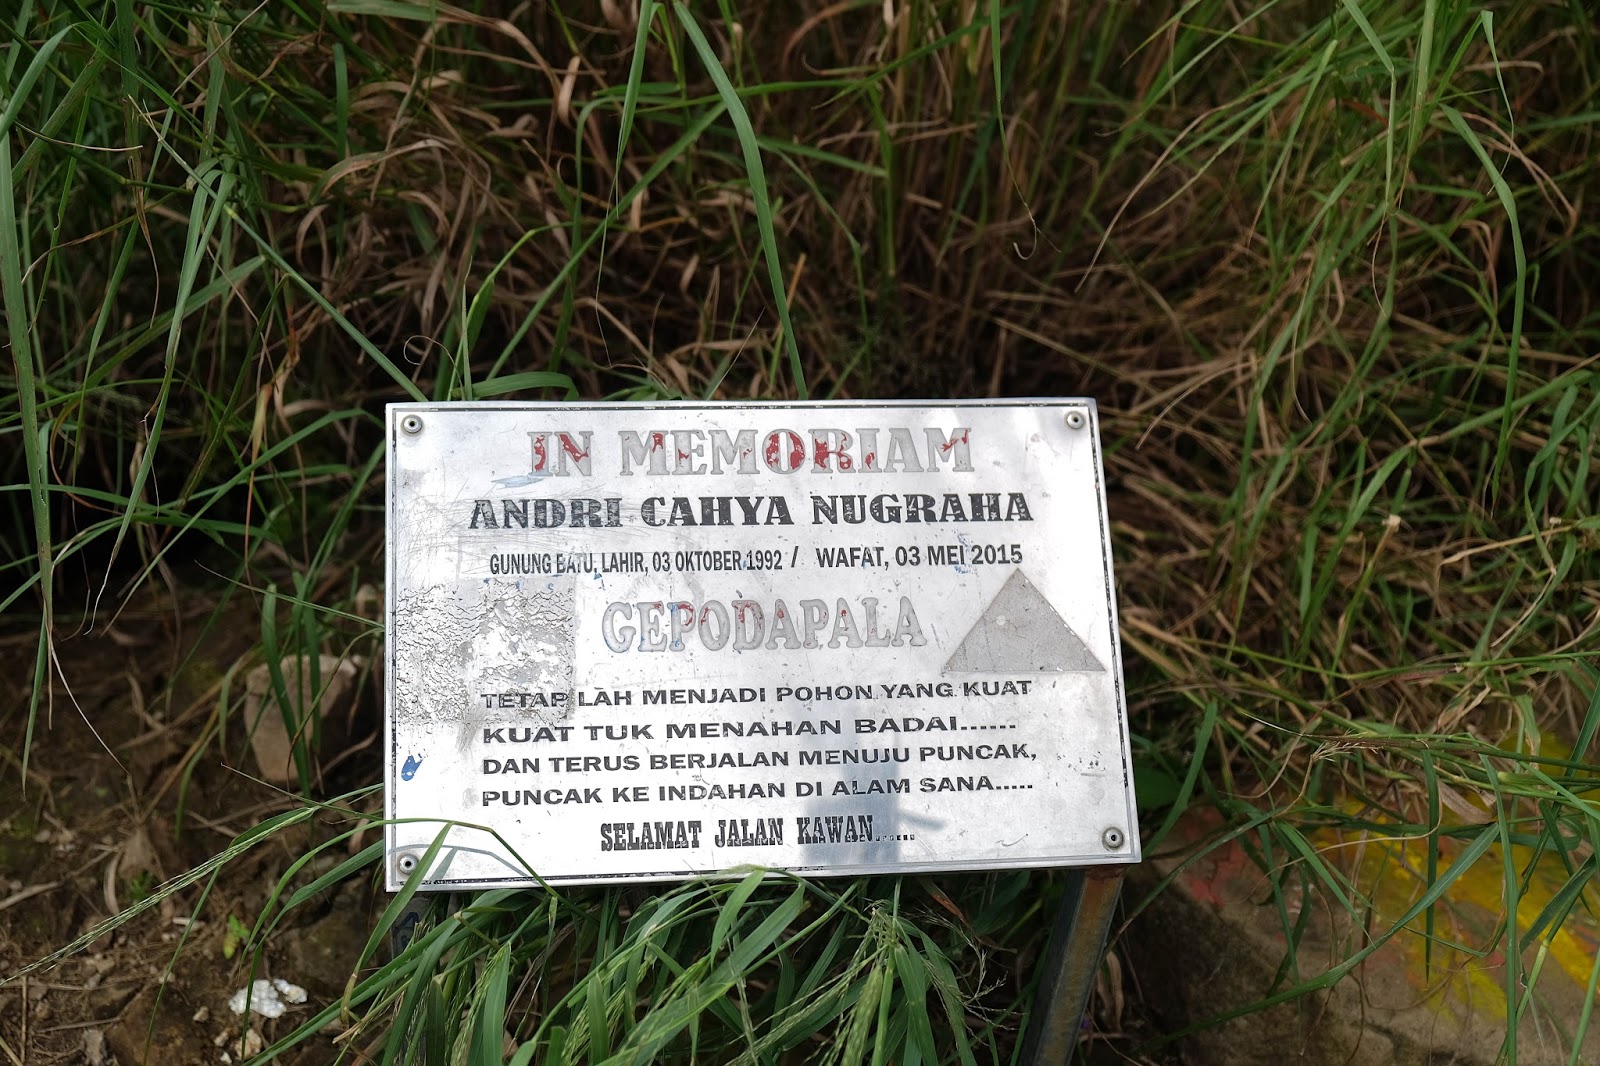 IN MEMORIAM
ANDRI CAHYA NUGRAHA
GUNUNG BATU, LAHIR, 03 OKTOBER 1992 / WAFAT, 03 MEI 2015
GEPODAPALA
TETAP LAH MENJADI POHON YANG KUAT
KUAT TUK MENAHAN BADAI......
DAN TERUS BERJALAN MENUJU PUNCAK,
PUNCAK KE INDAHAN DI ALAM SANA.....
SELAMAT JALAN KAWAN......